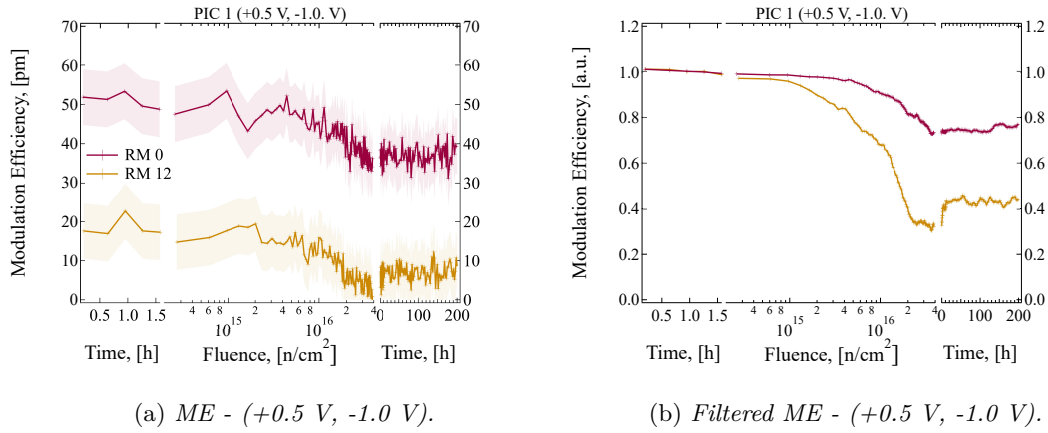 PIC 1 (+0.5 V, -1.0. V)
70 60 50 40 30 20 10 0
Modulation Efficiency, [pm]
RM 0
RM 12
70 60 50 40 30 20 10 0
0.5 1.0 1.5
6 8 2 4 6 8 2 4
10^15 10^16
0 100 200
Time, [h] Fluence, [n/cm^2] Time, [h]
(a) ME - (+0.5 V, -1.0 V).
PIC 1 (+0.5 V, -1.0. V)
1.2 1.0 0.8 0.6 0.4 0.2 0.0
Modulation Efficiency, [a.u.]
RM 0
RM 12
1.2 1.0 0.8 0.6 0.4 0.2 0.0
0.5 1.0 1.5
4 6 8 2 4 6 8 2 4
10^15 10^16
0 100 200
Time, [h] Fluence, [n/cm^2] Time, [h]
(b) Filtered ME - (+0.5 V, -1.0 V).